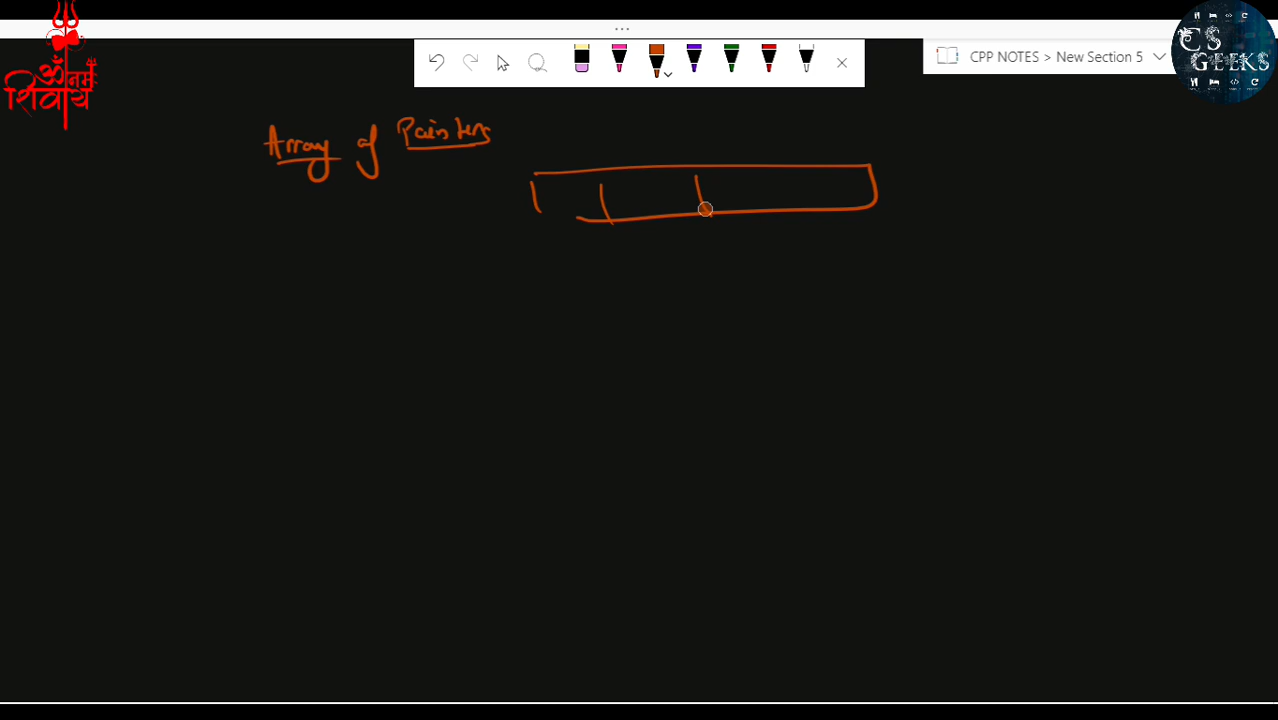 ॐ नमः
शिवाय
CPP NOTES > New Section 5
CS
GEEKS
Array of Pointers